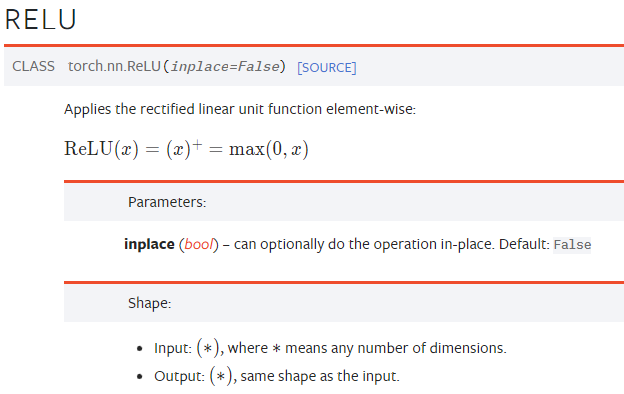 RELU
CLASS torch.nn.ReLU(inplace=False) [SOURCE]
Applies the rectified linear unit function element-wise:
ReLU(x) = (x)⁺ = max(0, x)
Parameters:
inplace (bool) – can optionally do the operation in-place. Default: False
Shape:
• Input: (∗), where ∗ means any number of dimensions.
• Output: (∗), same shape as the input.